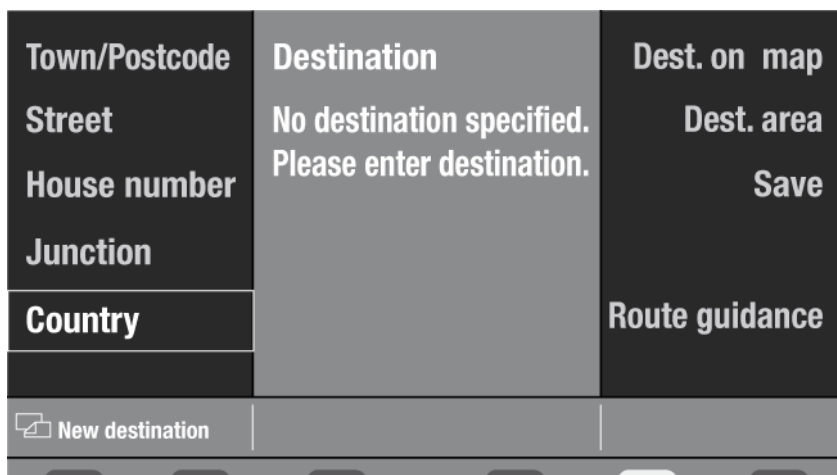 Town/Postcode
Street
House number
Junction
Country
Destination
No destination specified.
Please enter destination.
Dest. on map
Dest. area
Save
Route guidance
New destination